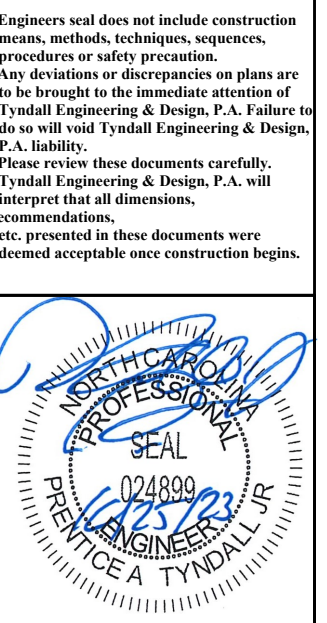 Engineers seal does not include construction
means, methods, techniques, sequences,
procedures or safety precaution.
Any deviations or discrepancies on plans are
to be brought to the immediate attention of
Tyndall Engineering & Design, P.A. Failure to
do so will void Tyndall Engineering & Design,
P.A. liability.
Please review these documents carefully.
Tyndall Engineering & Design, P.A. will
interpret that all dimensions,
ecommendations,
etc. presented in these documents were
deemed acceptable once construction begins.
NORTH CAROLINA
PROFESSIONAL
SEAL
024899
ENGINEER
PRENTICE A TYNDALL JR